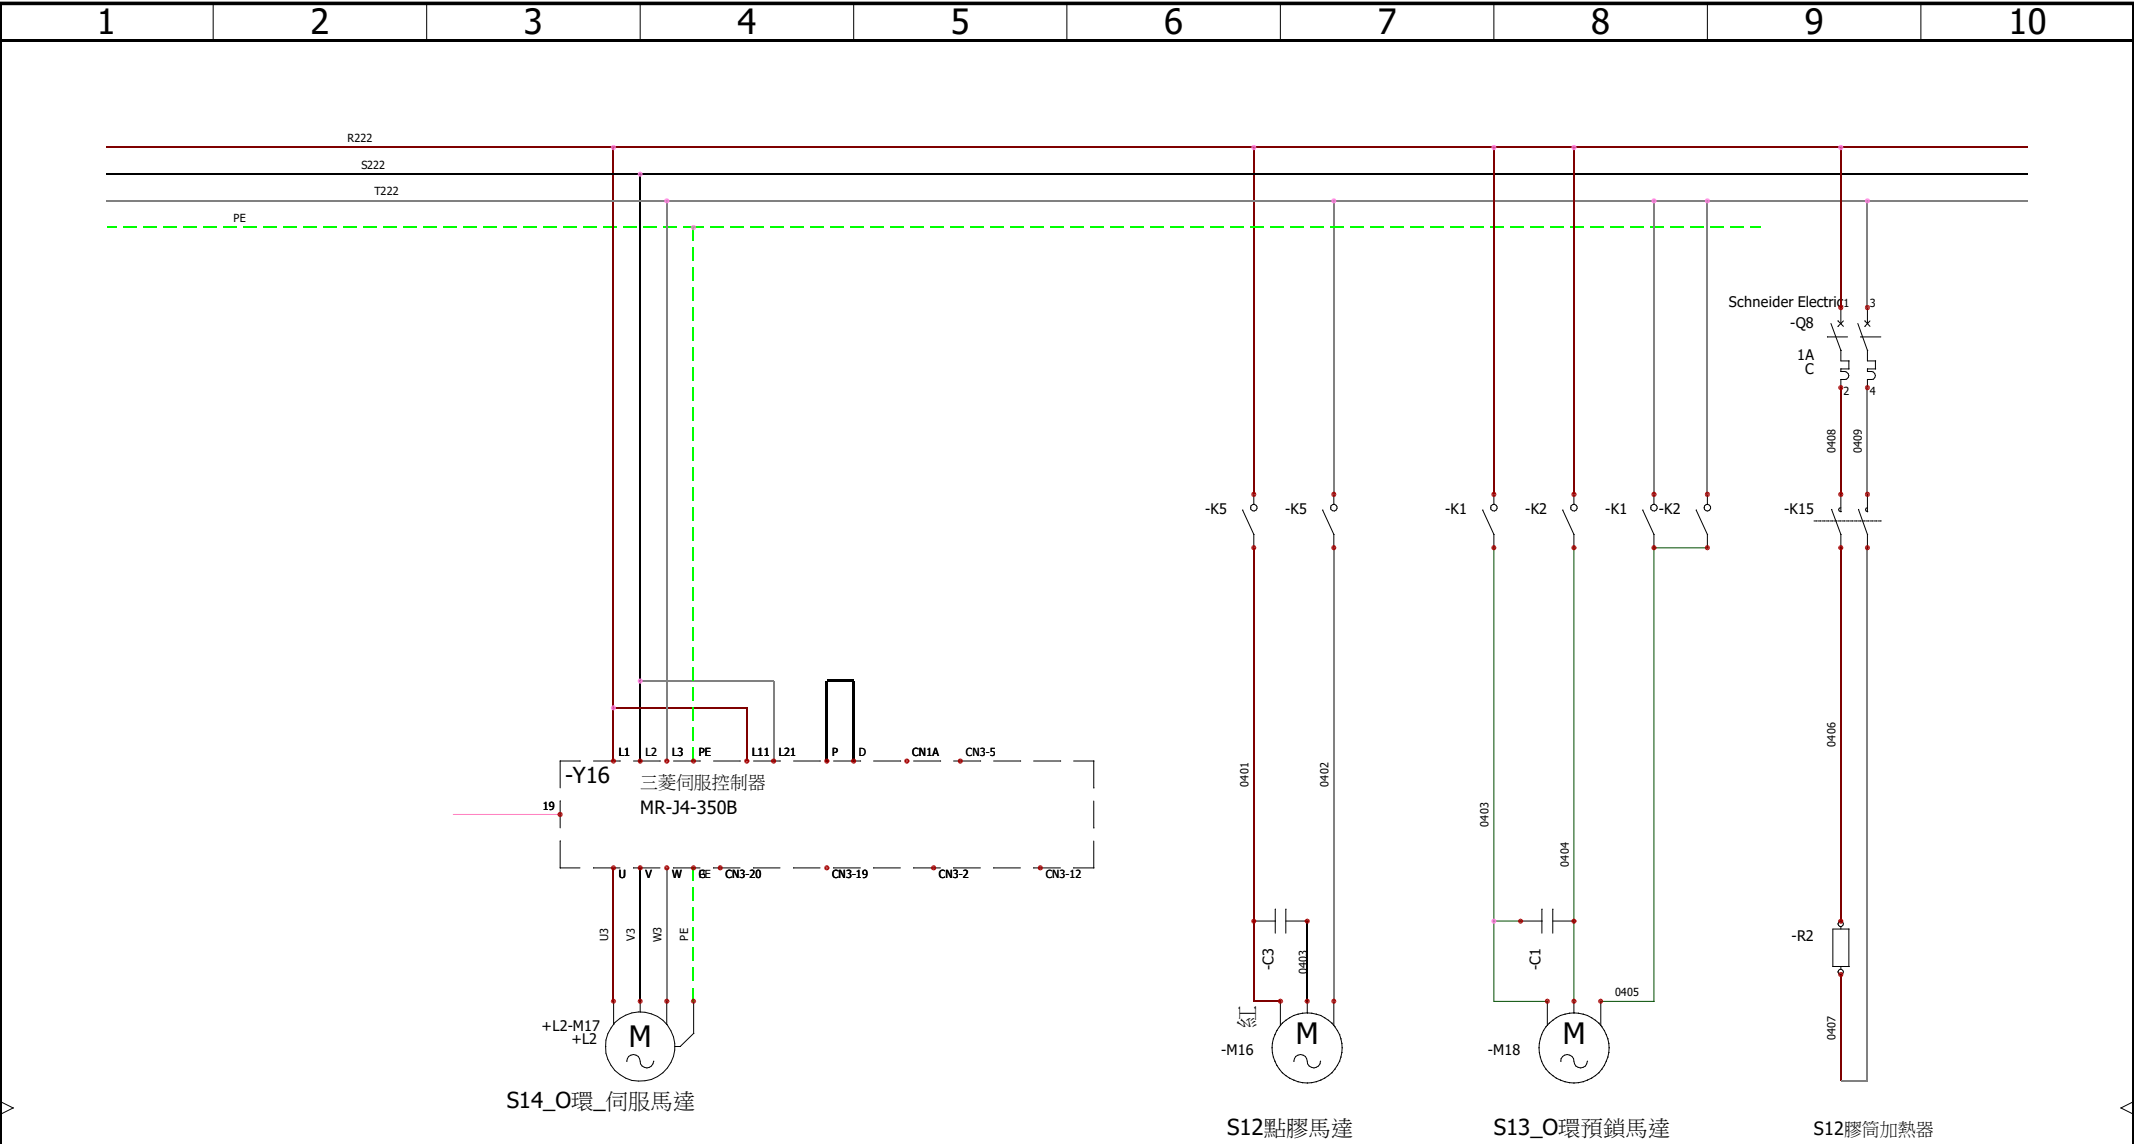 1 2 3 4 5 6 7 8 9 10
R222
S222
T222
PE
Schneider Electric 1 3
-Q8
1A
C
2 4
0408 0409
-K5 -K5 -K1 -K2 -K1 -K2 -K15
0406
L1 L2 L3 PE L11 L21 P D CN1A CN3-5
-Y16 三菱伺服控制器
MR-J4-350B
19
0401 0402 0403 0404
U V W CN3-20 CN3-19 CN3-2 CN3-12
U3 V3 W3 PE
-C3 0403 -C1 -R2
0405
紅
0407
+L2-M17
+L2
M
-M16 M
-M18 M
S14_O環_伺服馬達
S12點膠馬達 S13_O環預鎖馬達 S12膠筒加熱器